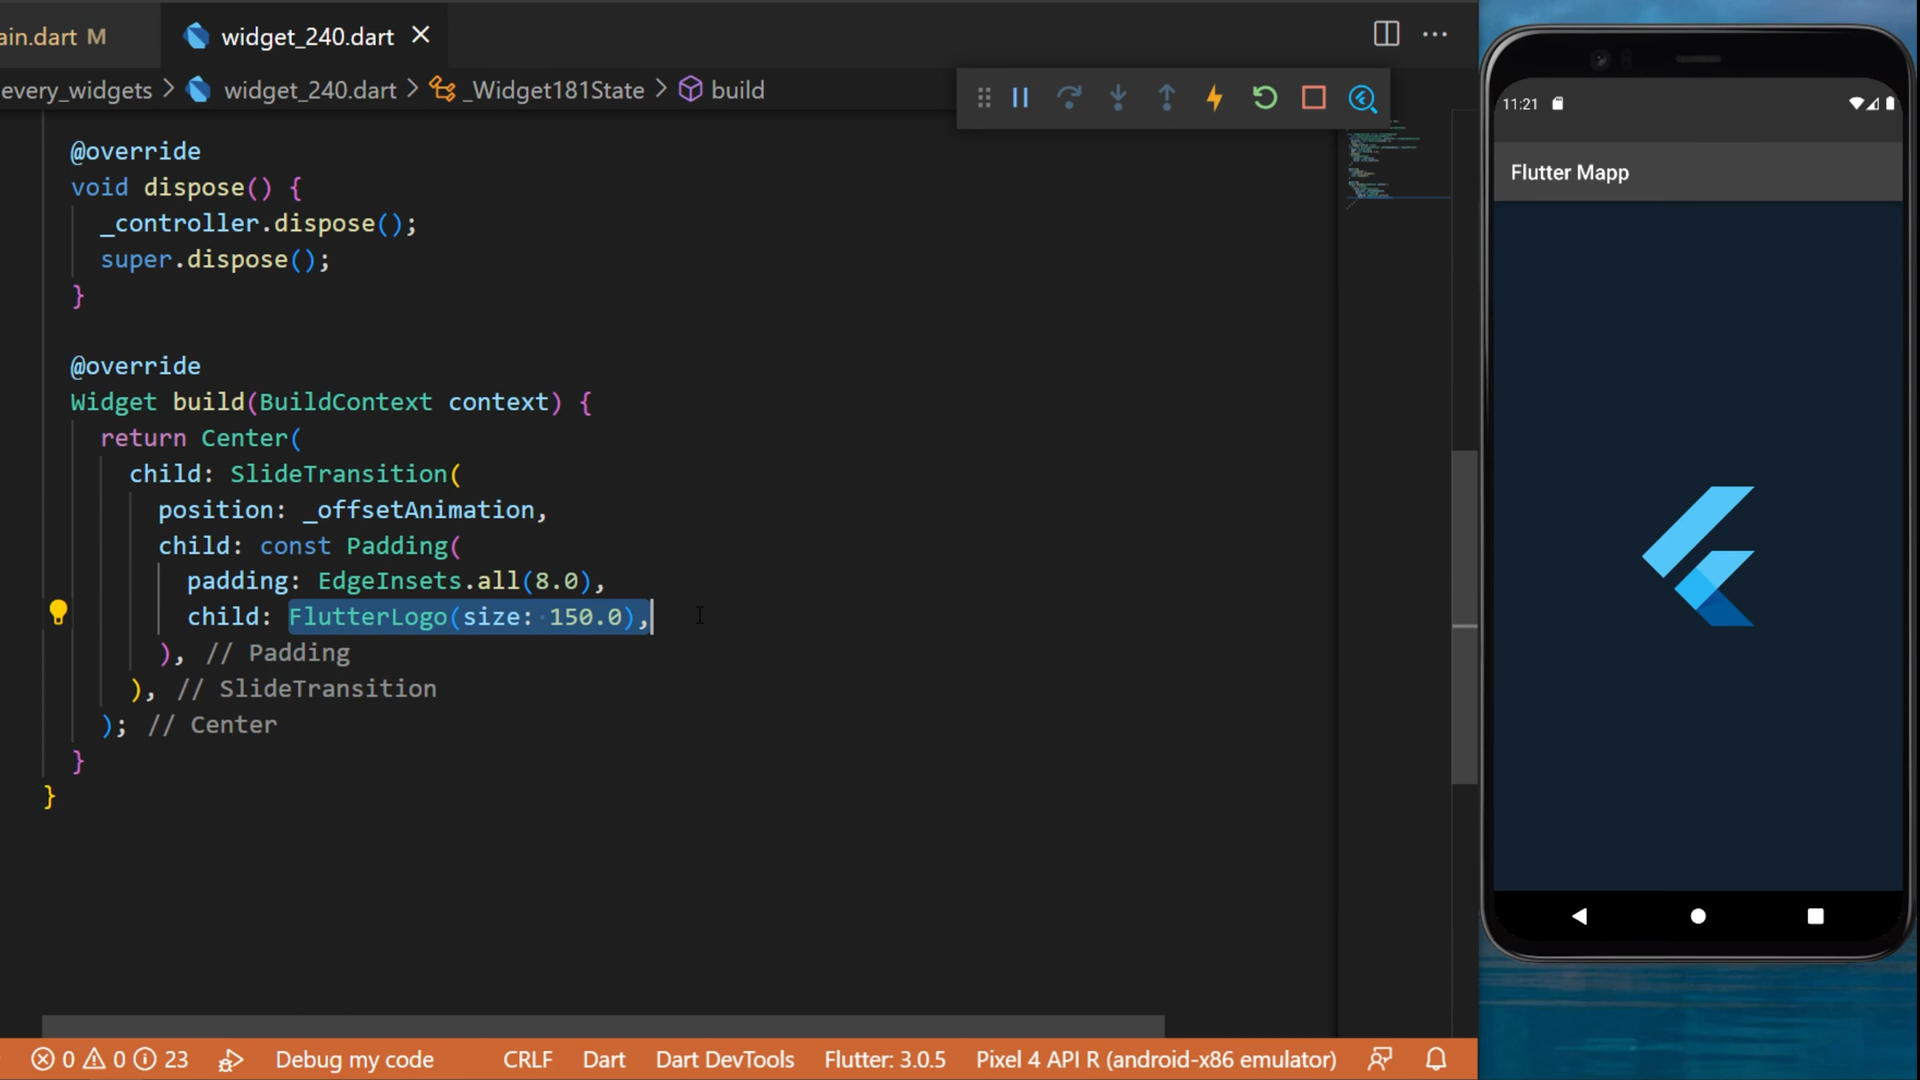 ain.dart M
widget_240.dart
every_widgets > widget_240.dart > _Widget181State > build
@override
void dispose() {
_controller.dispose();
super.dispose();
}
@override
Widget build(BuildContext context) {
return Center(
child: SlideTransition(
position: _offsetAnimation,
child: const Padding(
padding: EdgeInsets.all(8.0),
child: FlutterLogo(size: 150.0),
), // Padding
), // SlideTransition
); // Center
}
}
0 0 23 Debug my code CRLF Dart Dart DevTools Flutter: 3.0.5 Pixel 4 API R (android-x86 emulator)
11:21
Flutter Mapp